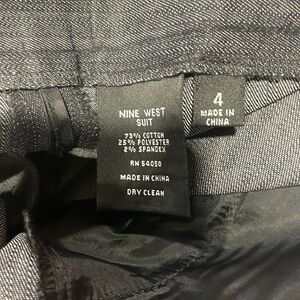 NINE WEST
SUIT
73% COTTON
25% POLYESTER
2% SPANDEX
RN 54050
MADE IN CHINA
DRY CLEAN
4
MADE IN
CHINA